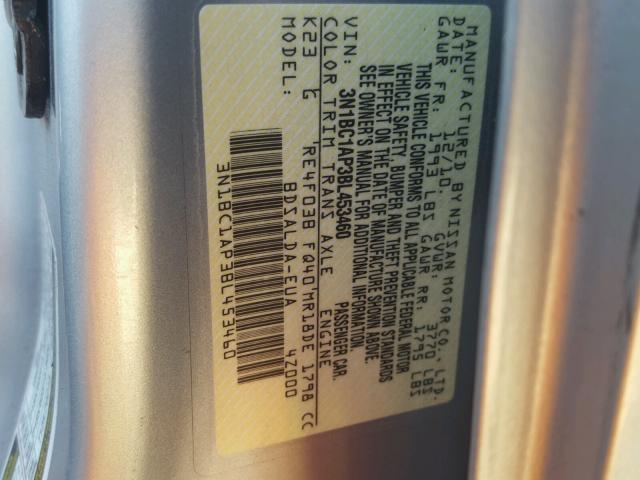 MANUFACTURED BY NISSAN MOTOR CO., LTD.
DATE: 12/10. GVWR: 3770 LBS
GAWR FR: 1993 LBS GAWR RR: 1795 LBS
THIS VEHICLE CONFORMS TO ALL APPLICABLE FEDERAL MOTOR
VEHICLE SAFETY, BUMPER AND THEFT PREVENTION STANDARDS
IN EFFECT ON THE DATE OF MANUFACTURE SHOWN ABOVE.
SEE OWNER'S MANUAL FOR ADDITIONAL INFORMATION.
VIN: 3N1BC1AP3BL453460 PASSENGER CAR.
COLOR TRIM TRANS AXLE ENGINE
K23 G RE4F03B FQ40 MR18DE 1798 CC
MODEL: BDSALDA-EUA 4Z000
3N1BC1AP3BL453460